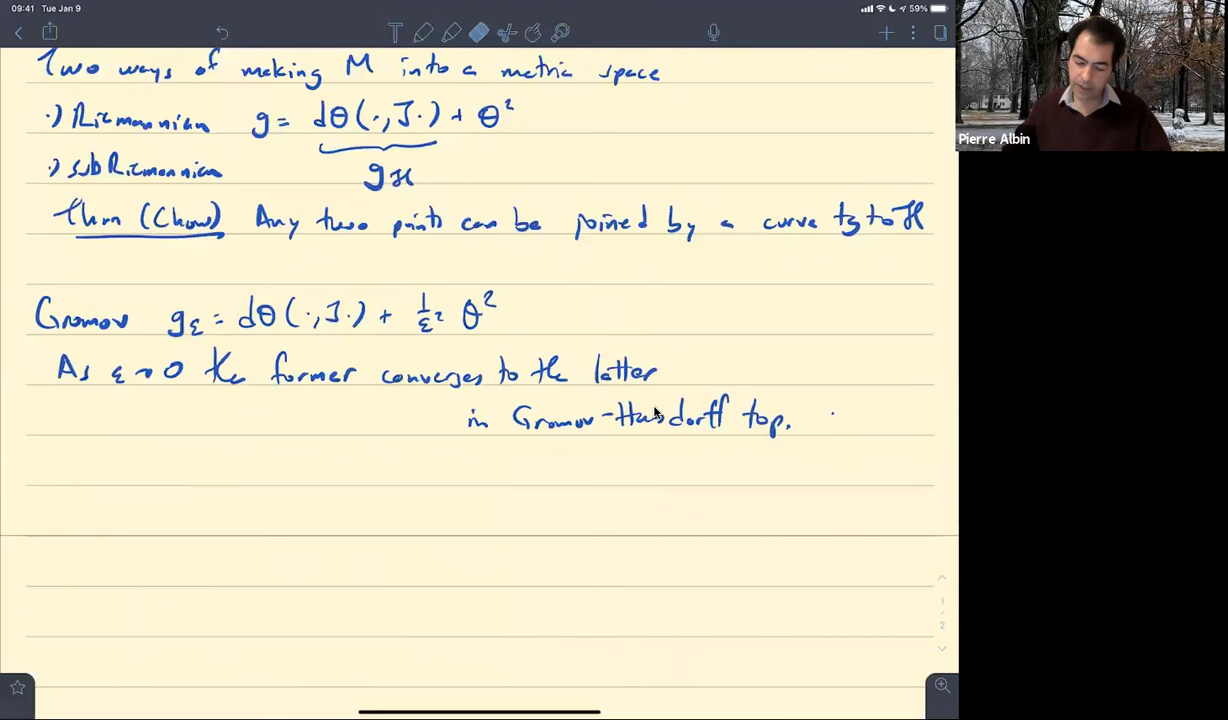 09:41 Tue Jan 9
59%
Two ways of making M into a metric space
·) Riemannian g = dθ(·,J·) + θ²
g_H
·) subRiemannian
Thm (Chow) Any two points can be joined by a curve tg to H
Gromov g_ε = dθ(·,J·) + 1/ε² θ²
As ε→0 the former converges to the latter
in Gromov-Hausdorff top.
1
2
Pierre Albin